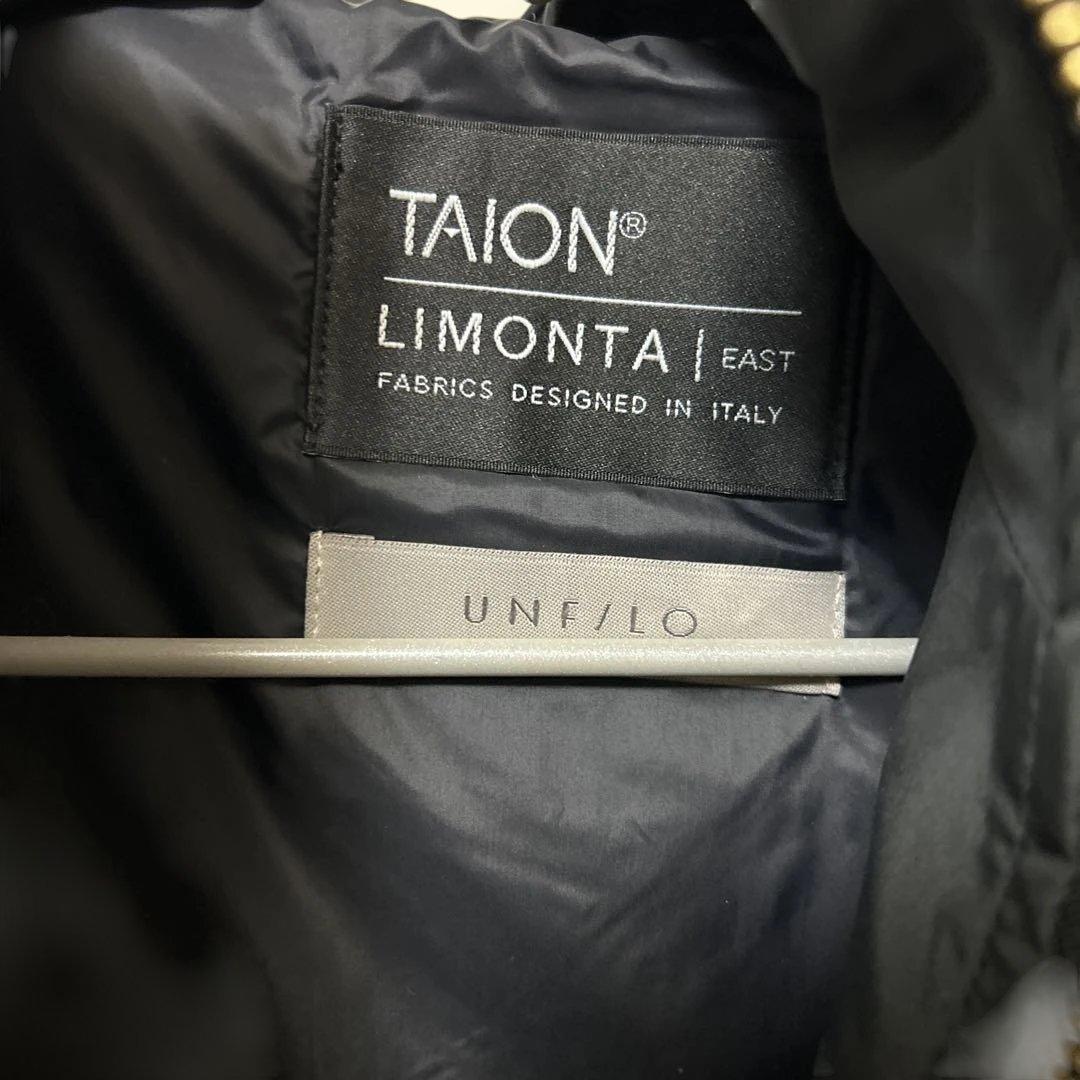 TAION®
LIMONTA | EAST
FABRICS DESIGNED IN ITALY
UNF/LO